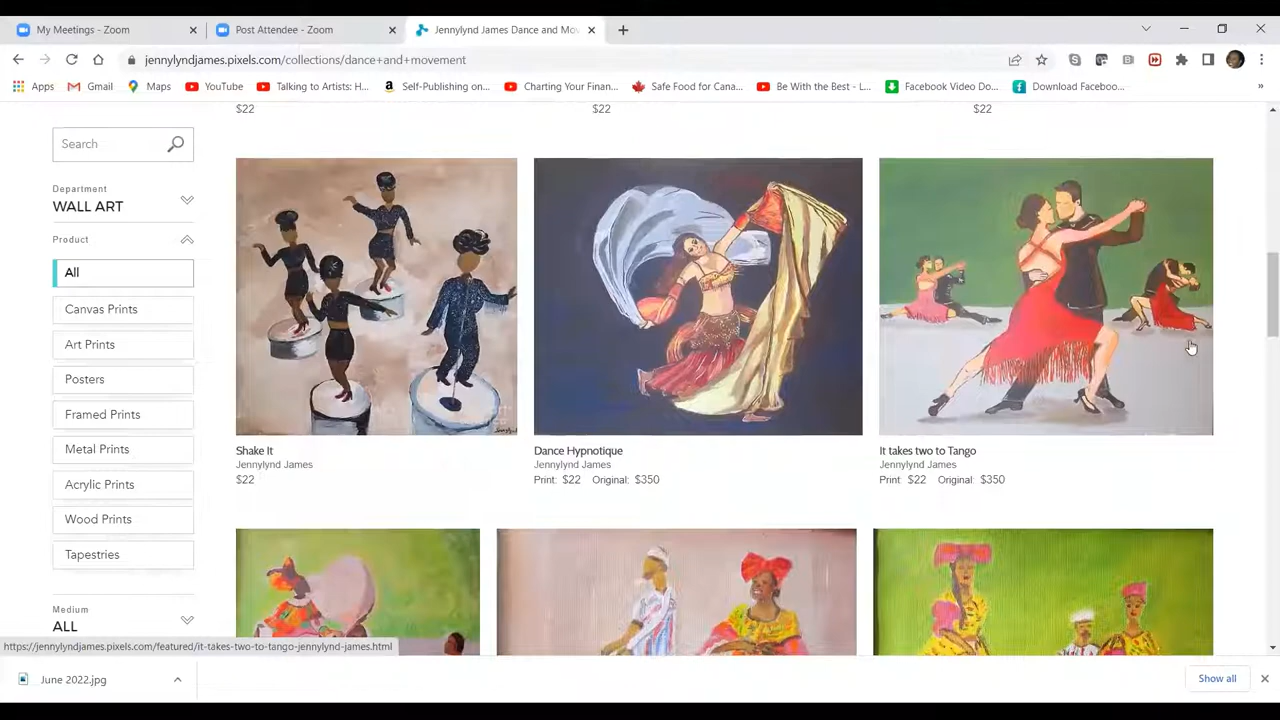 My Meetings - Zoom
Post Attendee - Zoom
Jennylynd James Dance and Mov
jennylyndjames.pixels.com/collections/dance+and+movement
Apps
Gmail
Maps
YouTube
Talking to Artists: H...
Self-Publishing on...
Charting Your Finan...
Safe Food for Cana...
Be With the Best - L...
Facebook Video Do...
Download Faceboo...
»
$22
$22
$22
Search
Department
WALL ART
Product
All
Canvas Prints
Art Prints
Posters
Framed Prints
Metal Prints
Acrylic Prints
Wood Prints
Tapestries
Medium
ALL
Shake It
Jennylynd James
$22
Dance Hypnotique
Jennylynd James
Print: $22 Original: $350
It takes two to Tango
Jennylynd James
Print $22 Original: $350
https://jennylyndjames.pixels.com/featured/it-takes-two-to-tango-jennylynd-james.html
June 2022.jpg
Show all